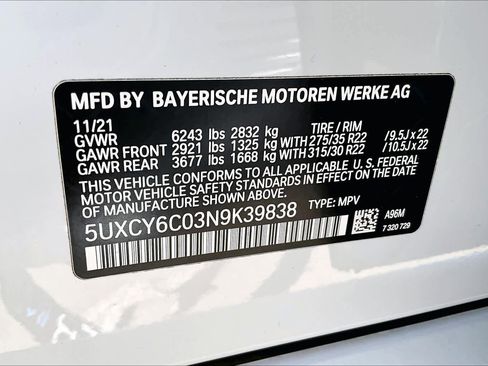 MFD BY BAYERISCHE MOTOREN WERKE AG
11/21
GVWR 6243 lbs 2832 kg TIRE / RIM
GAWR FRONT 2921 lbs 1325 kg 275/35 R22 / 9.5J x 22
GAWR REAR 3677 lbs 1668 kg 315/30 R22 / 10.5J x 22
THIS VEHICLE CONFORMS TO ALL APPLICABLE U. S. FEDERAL
MOTOR VEHICLE SAFETY STANDARDS IN EFFECT ON THE DATE
OF MANUFACTURE SHOWN ABOVE.
5UXCY6C03N9K39838 TYPE: MPV
A96M
7 320 729